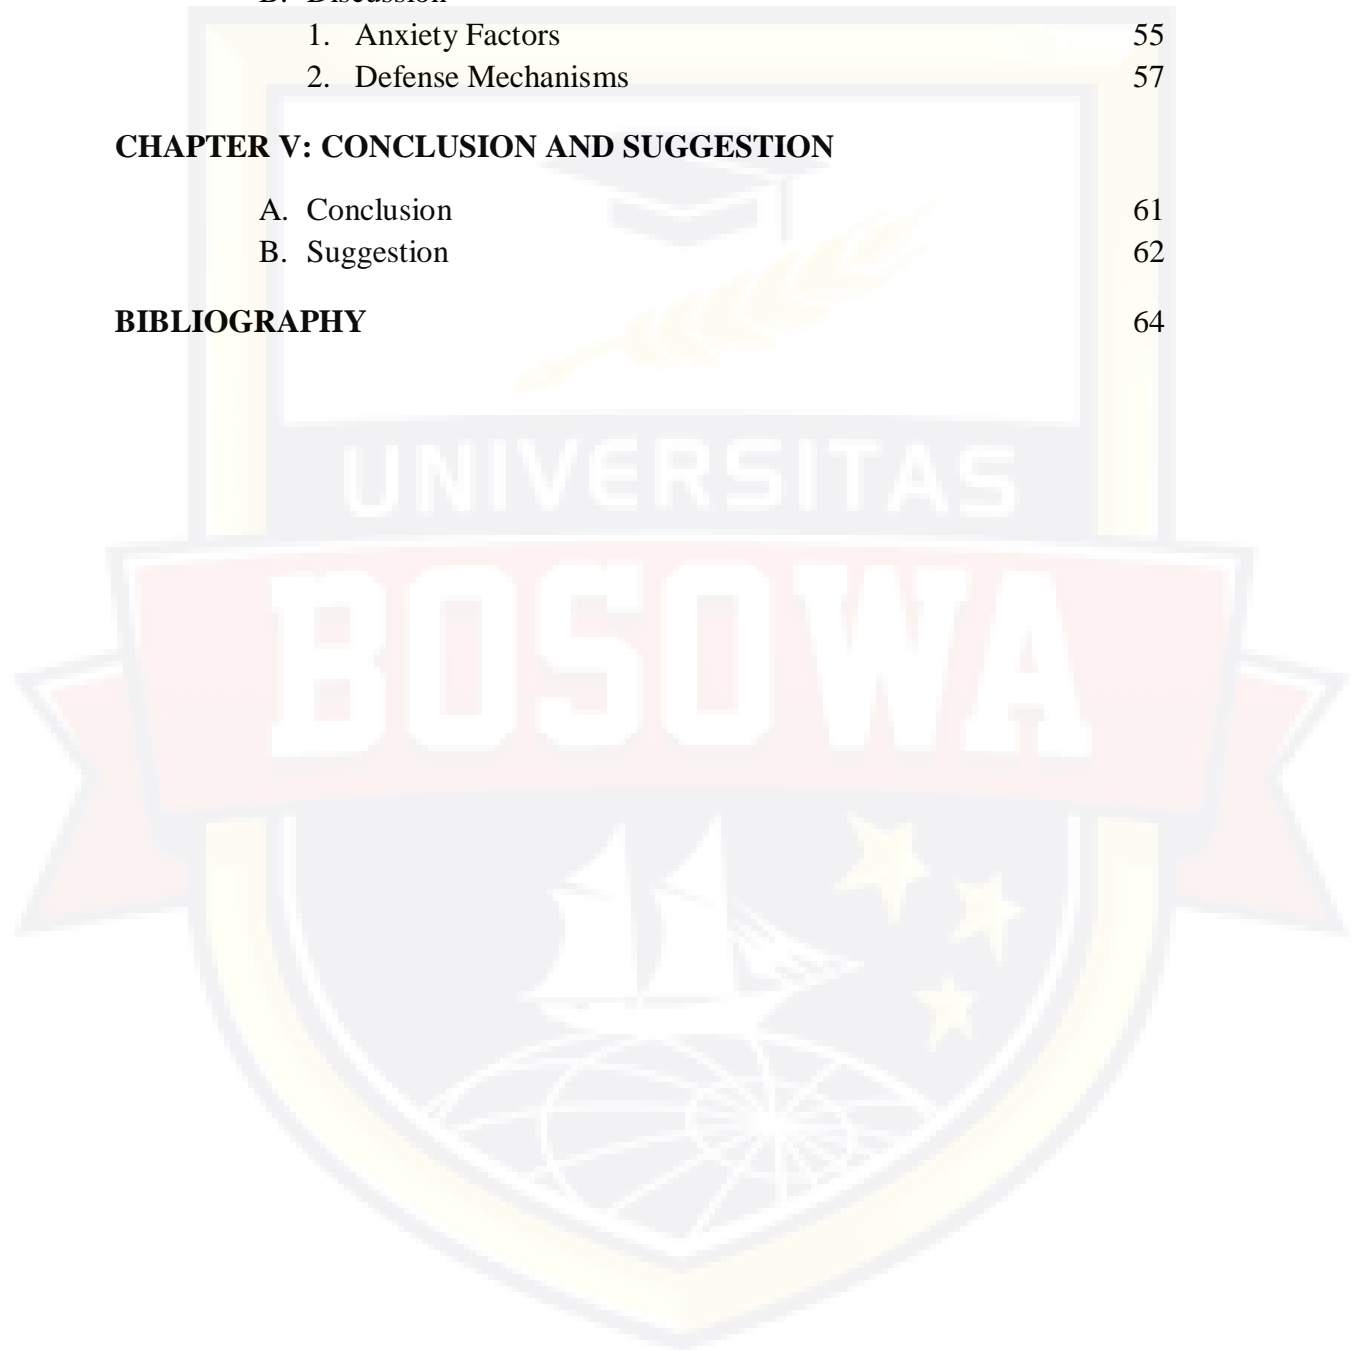 B. Discussion
1. Anxiety Factors 55
2. Defense Mechanisms 57
CHAPTER V: CONCLUSION AND SUGGESTION
A. Conclusion 61
B. Suggestion 62
BIBLIOGRAPHY 64
UNIVERSITAS
BOSOWA